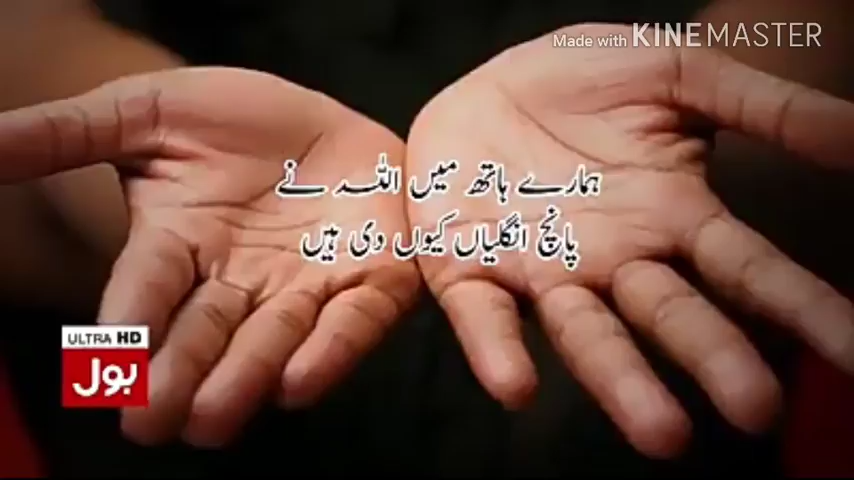 Made with KINEMASTER
ہمارے ہاتھ میں اللہ نے
پانچ انگلیاں کیوں دی ہیں
ULTRA HD
بول